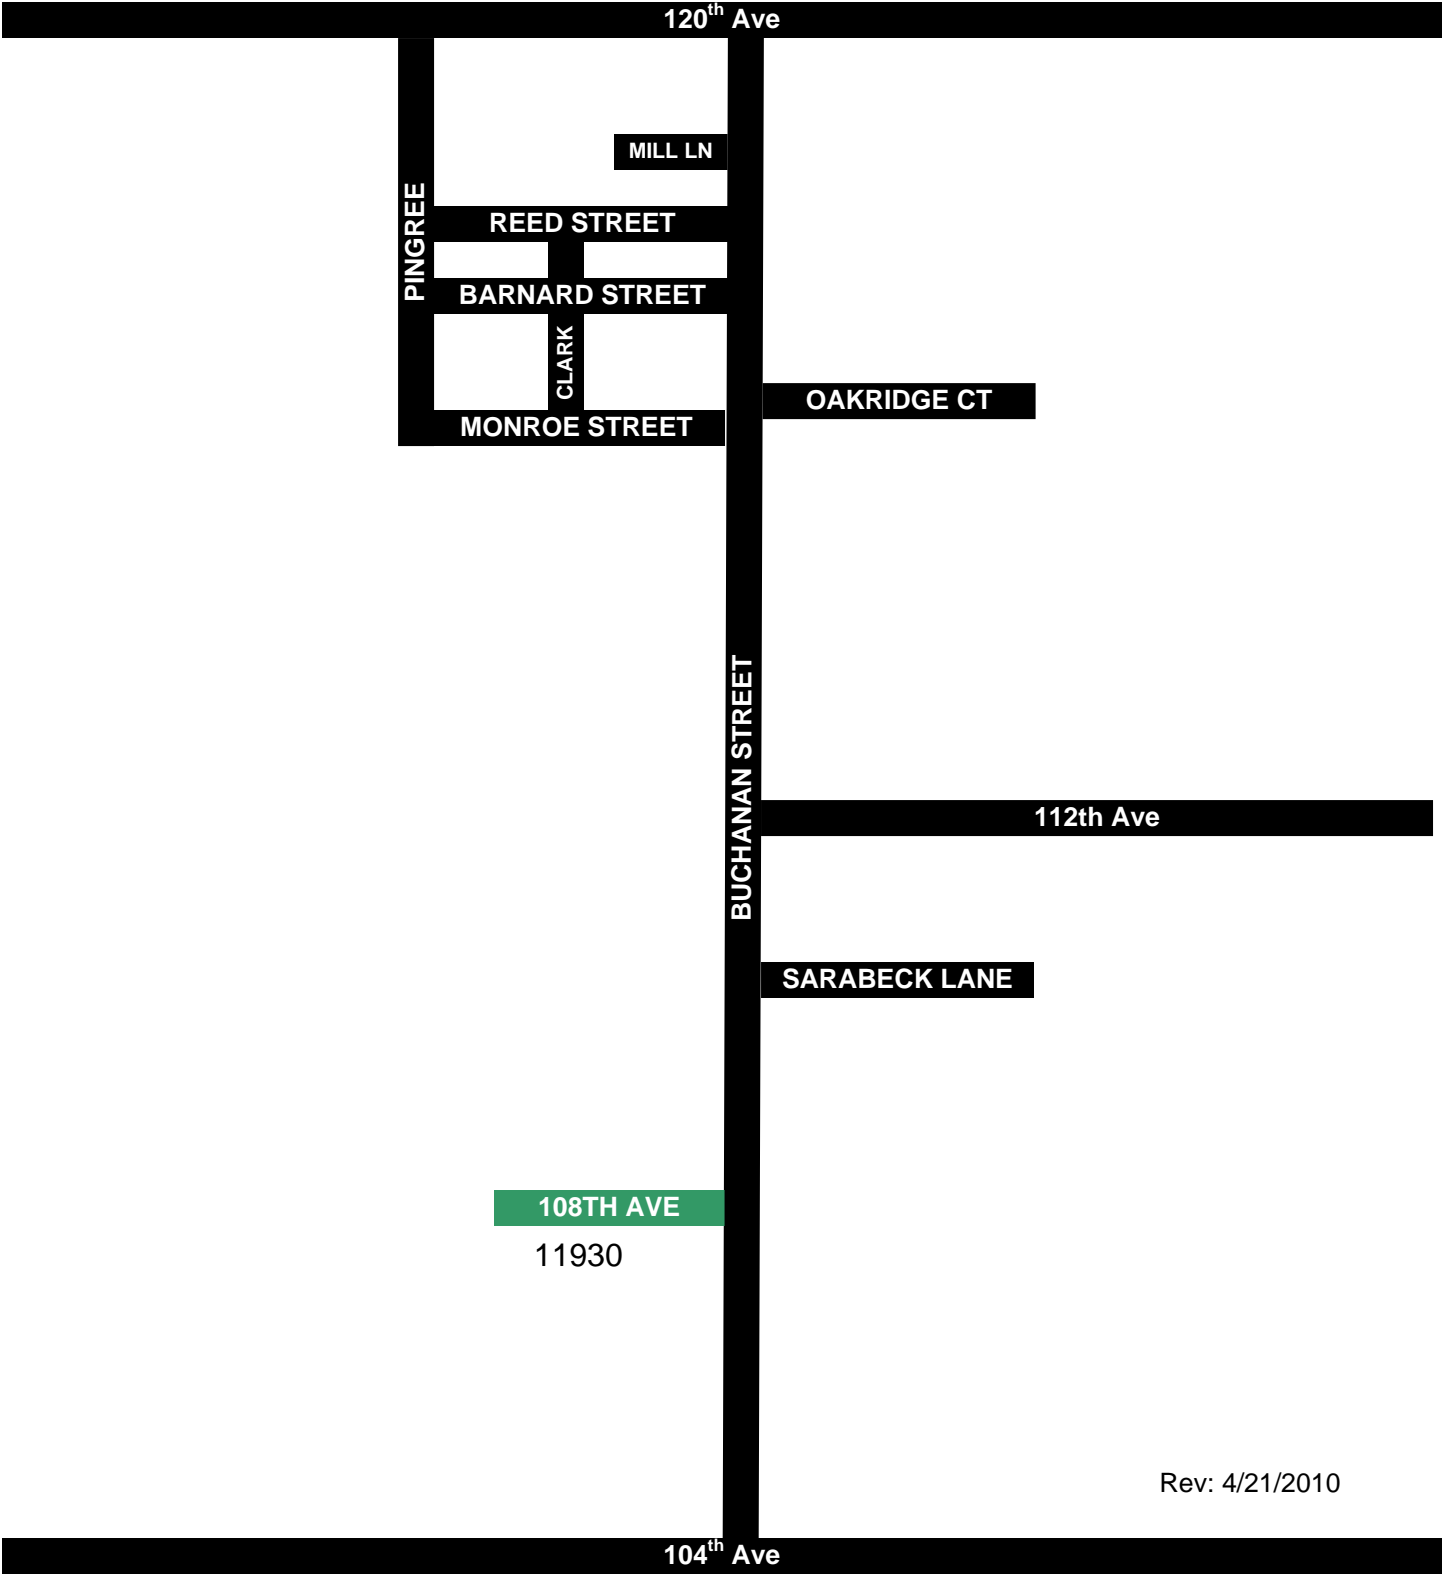 120th Ave
MILL LN
PINGREE
REED STREET
BARNARD STREET
CLARK
OAKRIDGE CT
MONROE STREET
BUCHANAN STREET
112th Ave
SARABECK LANE
108TH AVE
11930
Rev: 4/21/2010
104th Ave